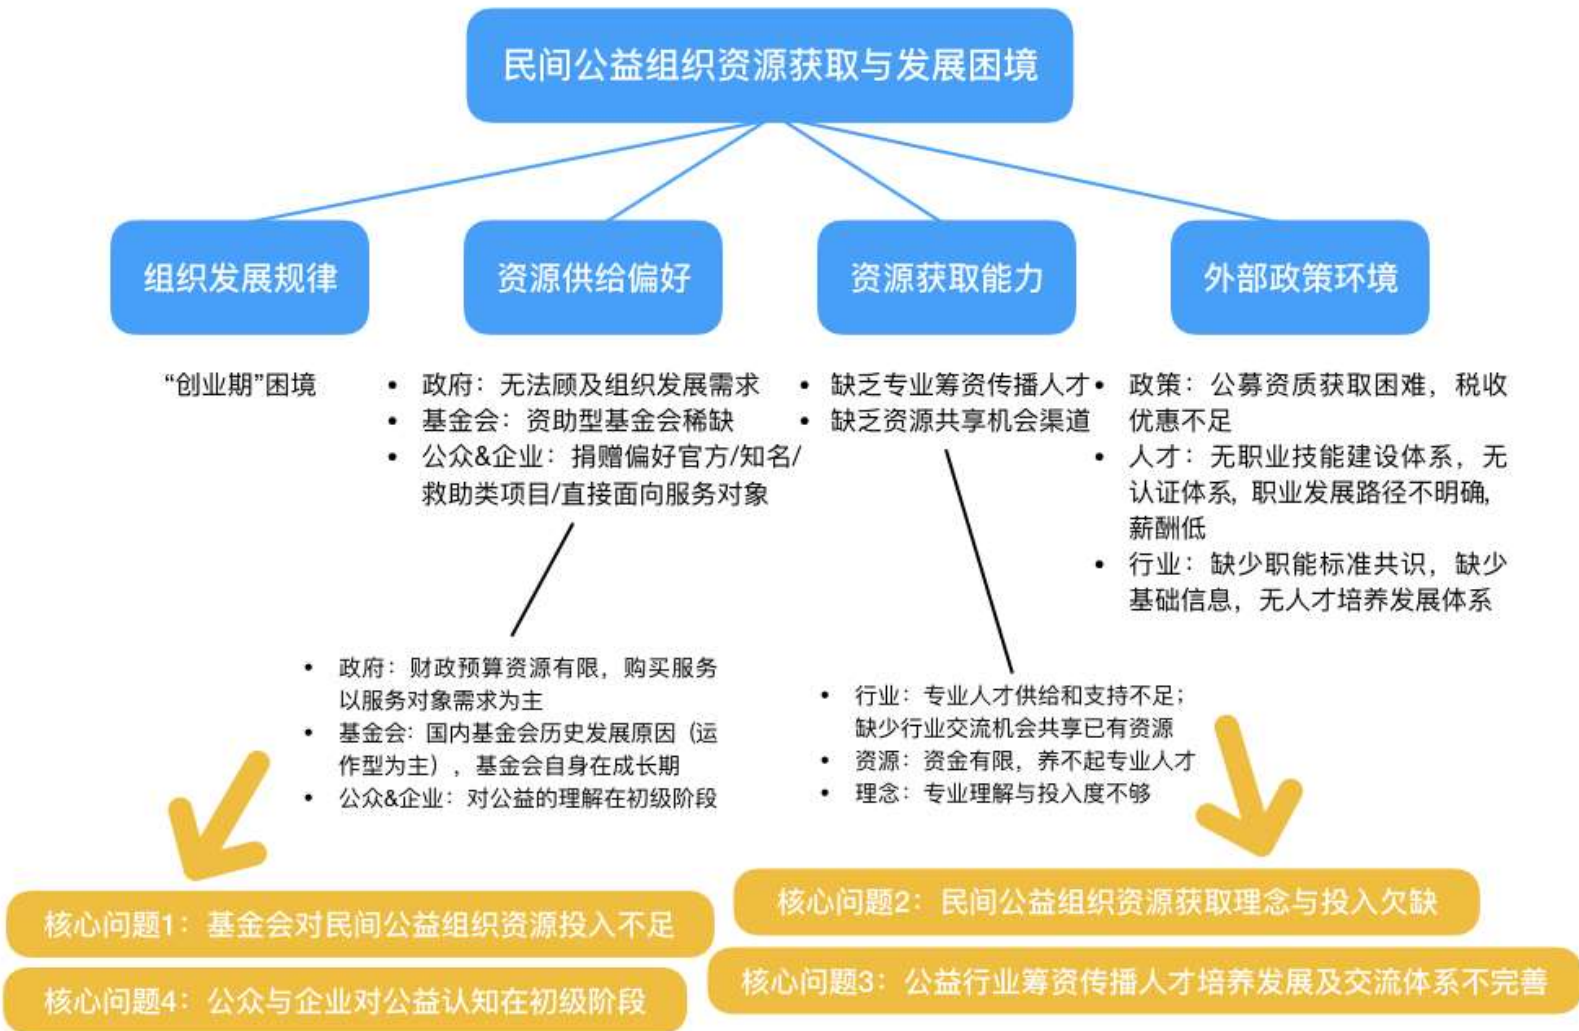 民间公益组织资源获取与发展困境
组织发展规律
资源供给偏好
资源获取能力
外部政策环境
“创业期”困境
• 政府：无法顾及组织发展需求
• 基金会：资助型基金会稀缺
• 公众&企业：捐赠偏好官方/知名/
救助类项目/直接面向服务对象
• 缺乏专业筹资传播人才
• 缺乏资源共享机会渠道
• 政策：公募资质获取困难，税收
优惠不足
• 人才：无职业技能建设体系，无
认证体系，职业发展路径不明确，
薪酬低
• 行业：缺少职能标准共识，缺少
基础信息，无人才培养发展体系
• 政府：财政预算资源有限，购买服务
以服务对象需求为主
• 基金会：国内基金会历史发展原因（运
作型为主），基金会自身在成长期
• 公众&企业：对公益的理解在初级阶段
• 行业：专业人才供给和支持不足；
缺少行业交流机会共享已有资源
• 资源：资金有限，养不起专业人才
• 理念：专业理解与投入度不够
核心问题1：基金会对民间公益组织资源投入不足
核心问题4：公众与企业对公益认知在初级阶段
核心问题2：民间公益组织资源获取理念与投入欠缺
核心问题3：公益行业筹资传播人才培养发展及交流体系不完善